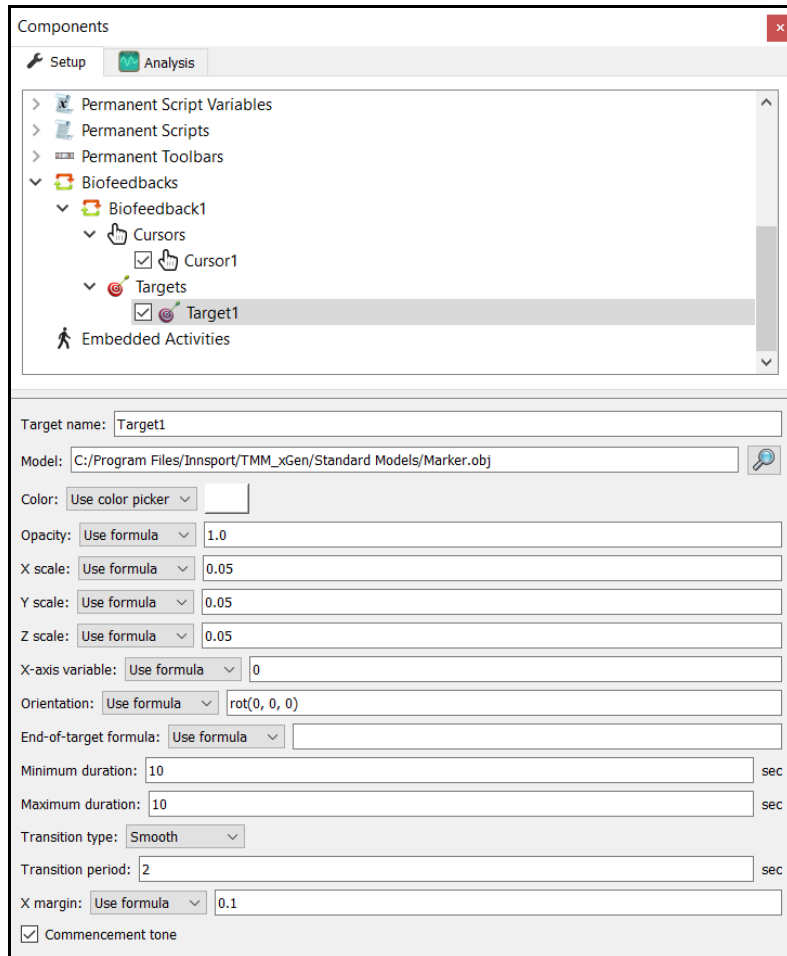 Components
Setup Analysis
Permanent Script Variables
Permanent Scripts
Permanent Toolbars
Biofeedbacks
Biofeedback1
Cursors
Cursor1
Targets
Target1
Embedded Activities
Target name: Target1
Model: C:/Program Files/Innsport/TMM_xGen/Standard Models/Marker.obj
Color: Use color picker
Opacity: Use formula 1.0
X scale: Use formula 0.05
Y scale: Use formula 0.05
Z scale: Use formula 0.05
X-axis variable: Use formula 0
Orientation: Use formula rot(0, 0, 0)
End-of-target formula: Use formula
Minimum duration: 10 sec
Maximum duration: 10 sec
Transition type: Smooth
Transition period: 2 sec
X margin: Use formula 0.1
Commencement tone